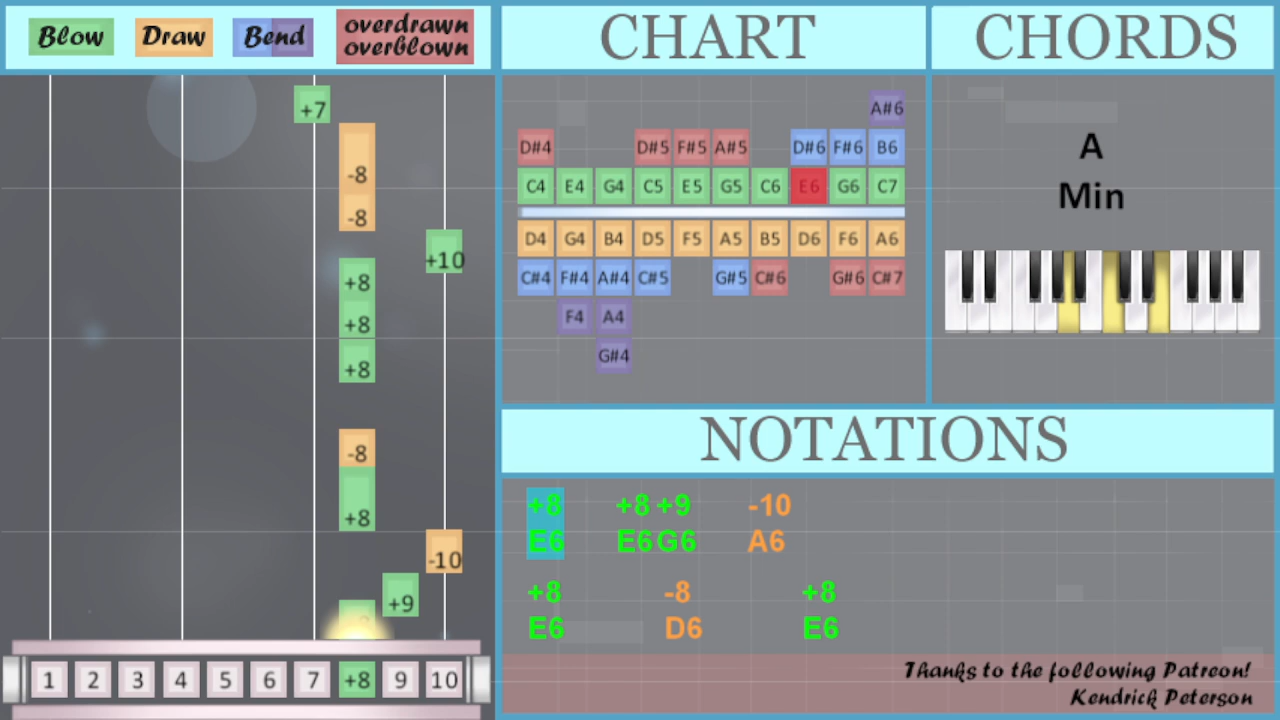 Blow Draw Bend overdrawn
overblown
CHART
CHORDS
+7
-8
-8
+10
+8
+8
+8
-8
+8
-10
+9
1 2 3 4 5 6 7 +8 9 10
A#6
D#4 D#5 F#5 A#5 D#6 F#6 B6
C4 E4 G4 C5 E5 G5 C6 E6 G6 C7
D4 G4 B4 D5 F5 A5 B5 D6 F6 A6
C#4 F#4 A#4 C#5 G#5 C#6 G#6 C#7
F4 A4
G#4
A
Min
NOTATIONS
+8 +8 +9 -10
E6 E6 G6 A6
+8 -8 +8
E6 D6 E6
Thanks to the following Patreon!
Kendrick Peterson